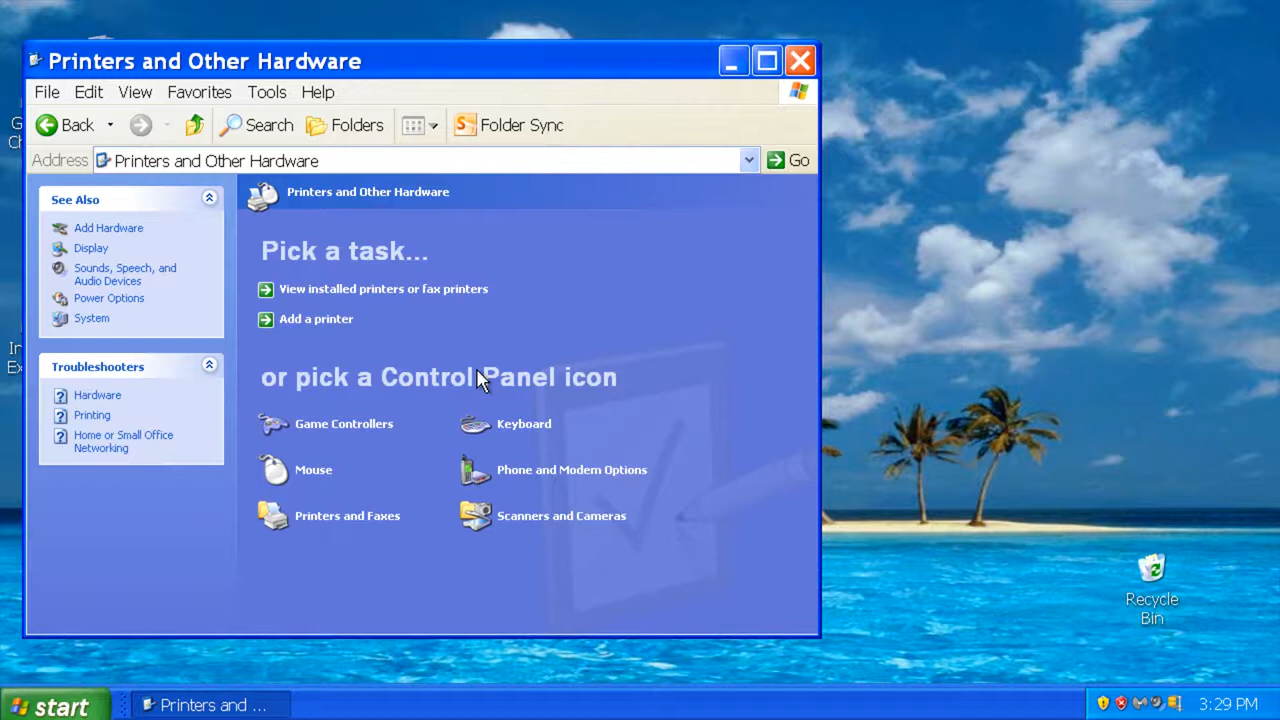 Printers and Other Hardware
File Edit View Favorites Tools Help
Back Search Folders Folder Sync
Address Printers and Other Hardware Go
See Also
Add Hardware
Display
Sounds, Speech, and
Audio Devices
Power Options
System
Troubleshooters
Hardware
Printing
Home or Small Office
Networking
Printers and Other Hardware
Pick a task...
View installed printers or fax printers
Add a printer
or pick a Control Panel icon
Game Controllers
Keyboard
Mouse
Phone and Modem Options
Printers and Faxes
Scanners and Cameras
Recycle
Bin
start
Printers and ...
3:29 PM